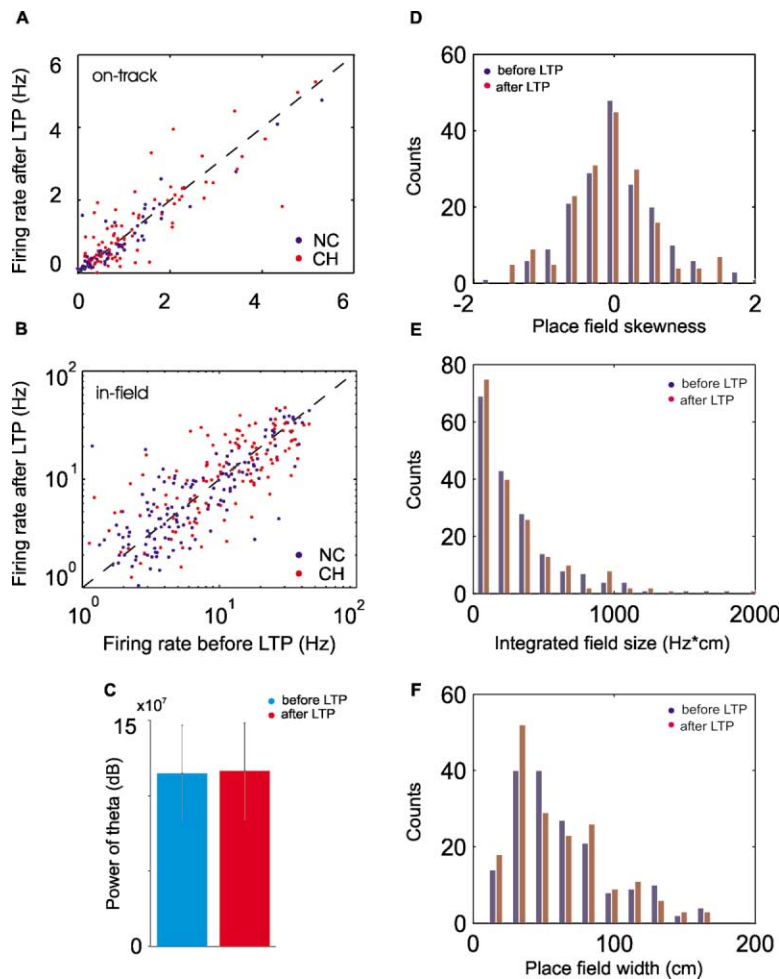 A
Firing rate after LTP (Hz)
6
4
2
0
on-track
NC
CH
0
2
4
6
B
Firing rate after LTP (Hz)
10²
10¹
10⁰
in-field
NC
CH
10⁰
10¹
10²
Firing rate before LTP (Hz)
C
before LTP
after LTP
x10⁷
15
0
Power of theta (dB)
D
before LTP
after LTP
60
40
20
0
Counts
-2
0
2
Place field skewness
E
before LTP
after LTP
80
60
40
20
0
Counts
0
1000
2000
Integrated field size (Hz*cm)
F
before LTP
after LTP
60
40
20
0
Counts
0
100
200
Place field width (cm)